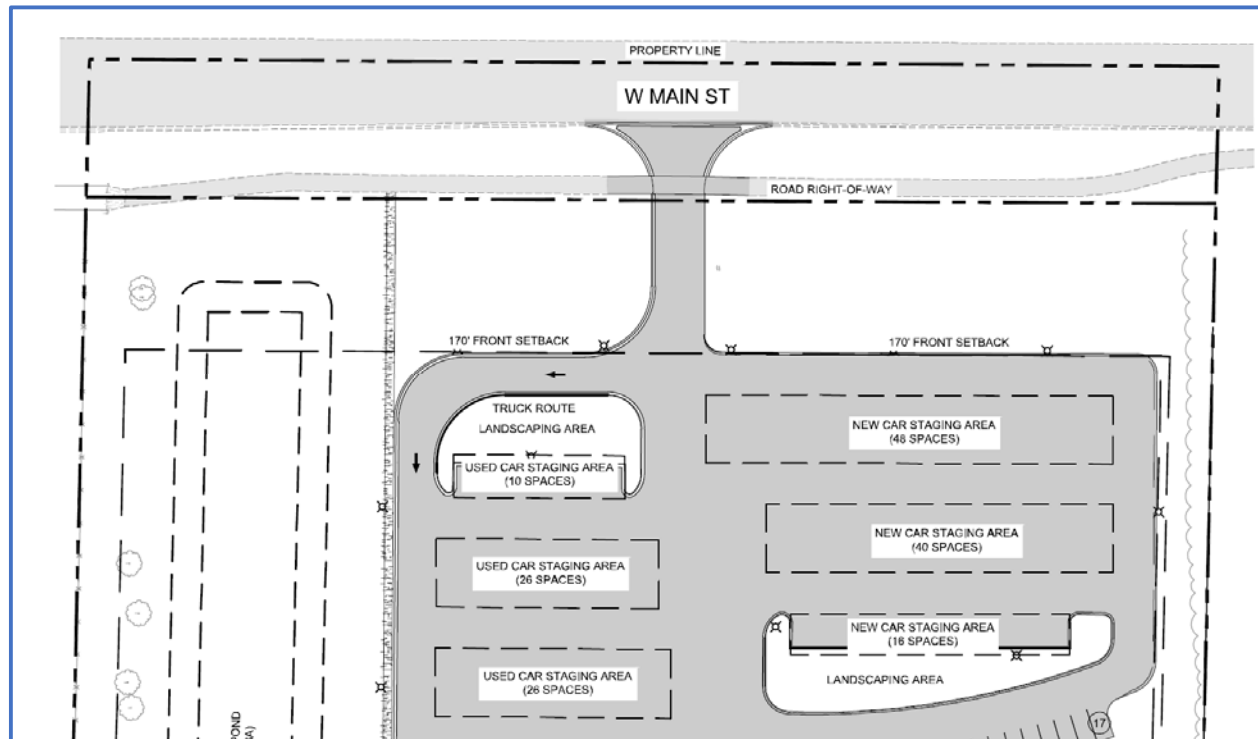 PROPERTY LINE
W MAIN ST
ROAD RIGHT-OF-WAY
170' FRONT SETBACK
170' FRONT SETBACK
TRUCK ROUTE
LANDSCAPING AREA
USED CAR STAGING AREA
(10 SPACES)
NEW CAR STAGING AREA
(48 SPACES)
NEW CAR STAGING AREA
(40 SPACES)
USED CAR STAGING AREA
(26 SPACES)
NEW CAR STAGING AREA
(16 SPACES)
USED CAR STAGING AREA
(26 SPACES)
LANDSCAPING AREA
17